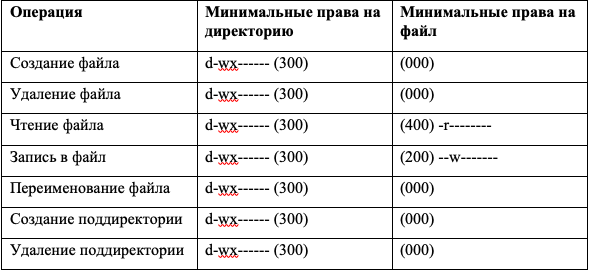 Операция Минимальные права на директорию Минимальные права на файл
Создание файла d-wx------ (300) (000)
Удаление файла d-wx------ (300) (000)
Чтение файла d-wx------ (300) (400) -r--------
Запись в файл d-wx------ (300) (200) --w-------
Переименование файла d-wx------ (300) (000)
Создание поддиректории d-wx------ (300) (000)
Удаление поддиректории d-wx------ (300) (000)